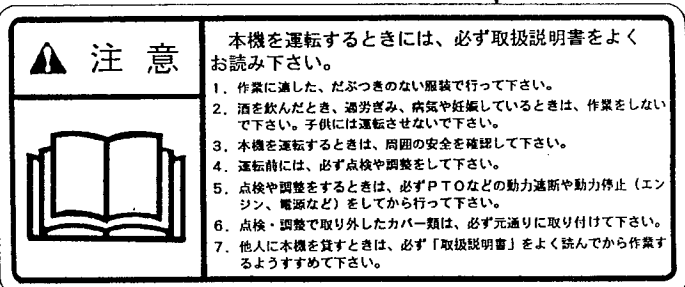 注 意
本機を運転するときには、必ず取扱説明書をよく
お読み下さい。
1．作業に適した、だぶつきのない服装で行って下さい。
2．酒を飲んだとき、過労ぎみ、病気や妊娠しているときは、作業をしない
で下さい。子供には運転させないで下さい。
3．本機を運転するときは、周囲の安全を確認して下さい。
4．運転前には、必ず点検や調整をして下さい。
5．点検や調整をするときは、必ずＰＴＯなどの動力遮断や動力停止（エン
ジン、電源など）をしてから行って下さい。
6．点検・調整で取り外したカバー類は、必ず元通りに取り付けて下さい。
7．他人に本機を貸すときは、必ず「取扱説明書」をよく読んでから作業す
るようすすめて下さい。